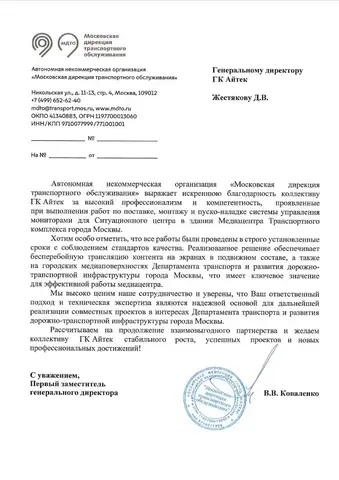 МДТО
Московская
дирекция
транспортного
обслуживания
Автономная некоммерческая организация
«Московская дирекция транспортного обслуживания»
Никольская ул., д. 11-13, стр. 4, Москва, 109012
+7 (499) 652-62-40
mdto@transport.mos.ru, www.mdto.ru
ОКПО 41340883, ОГРН 1197700013060
ИНН/КПП 9710077999/771001001
№
На № от
Генеральному директору
ГК Айтек
Жестякову Д.В.
Автономная некоммерческая организация «Московская дирекция
транспортного обслуживания» выражает искреннюю благодарность коллективу
ГК Айтек за высокий профессионализм и компетентность, проявленные
при выполнении работ по поставке, монтажу и пуско-наладке системы управления
мониторами для Ситуационного центра в здании Медиацентра Транспортного
комплекса города Москвы.
Хотим особо отметить, что все работы были проведены в строго установленные
сроки с соблюдением стандартов качества. Реализованное решение обеспечивает
бесперебойную трансляцию контента на экранах в подвижном составе, а также
на городских медиаповерхностях Департамента транспорта и развития дорожно-
транспортной инфраструктуры города Москвы, что имеет ключевое значение
для эффективной работы медиацентра.
Мы высоко ценим наше сотрудничество и уверены, что Ваш ответственный
подход и техническая экспертиза являются надежной основой для дальнейшей
реализации совместных проектов в интересах Департамента транспорта и развития
дорожно-транспортной инфраструктуры города Москвы.
Рассчитываем на продолжение взаимовыгодного партнерства и желаем
коллективу ГК Айтек стабильного роста, успешных проектов и новых
профессиональных достижений!
С уважением,
Первый заместитель
генерального директора
В.В. Коваленко